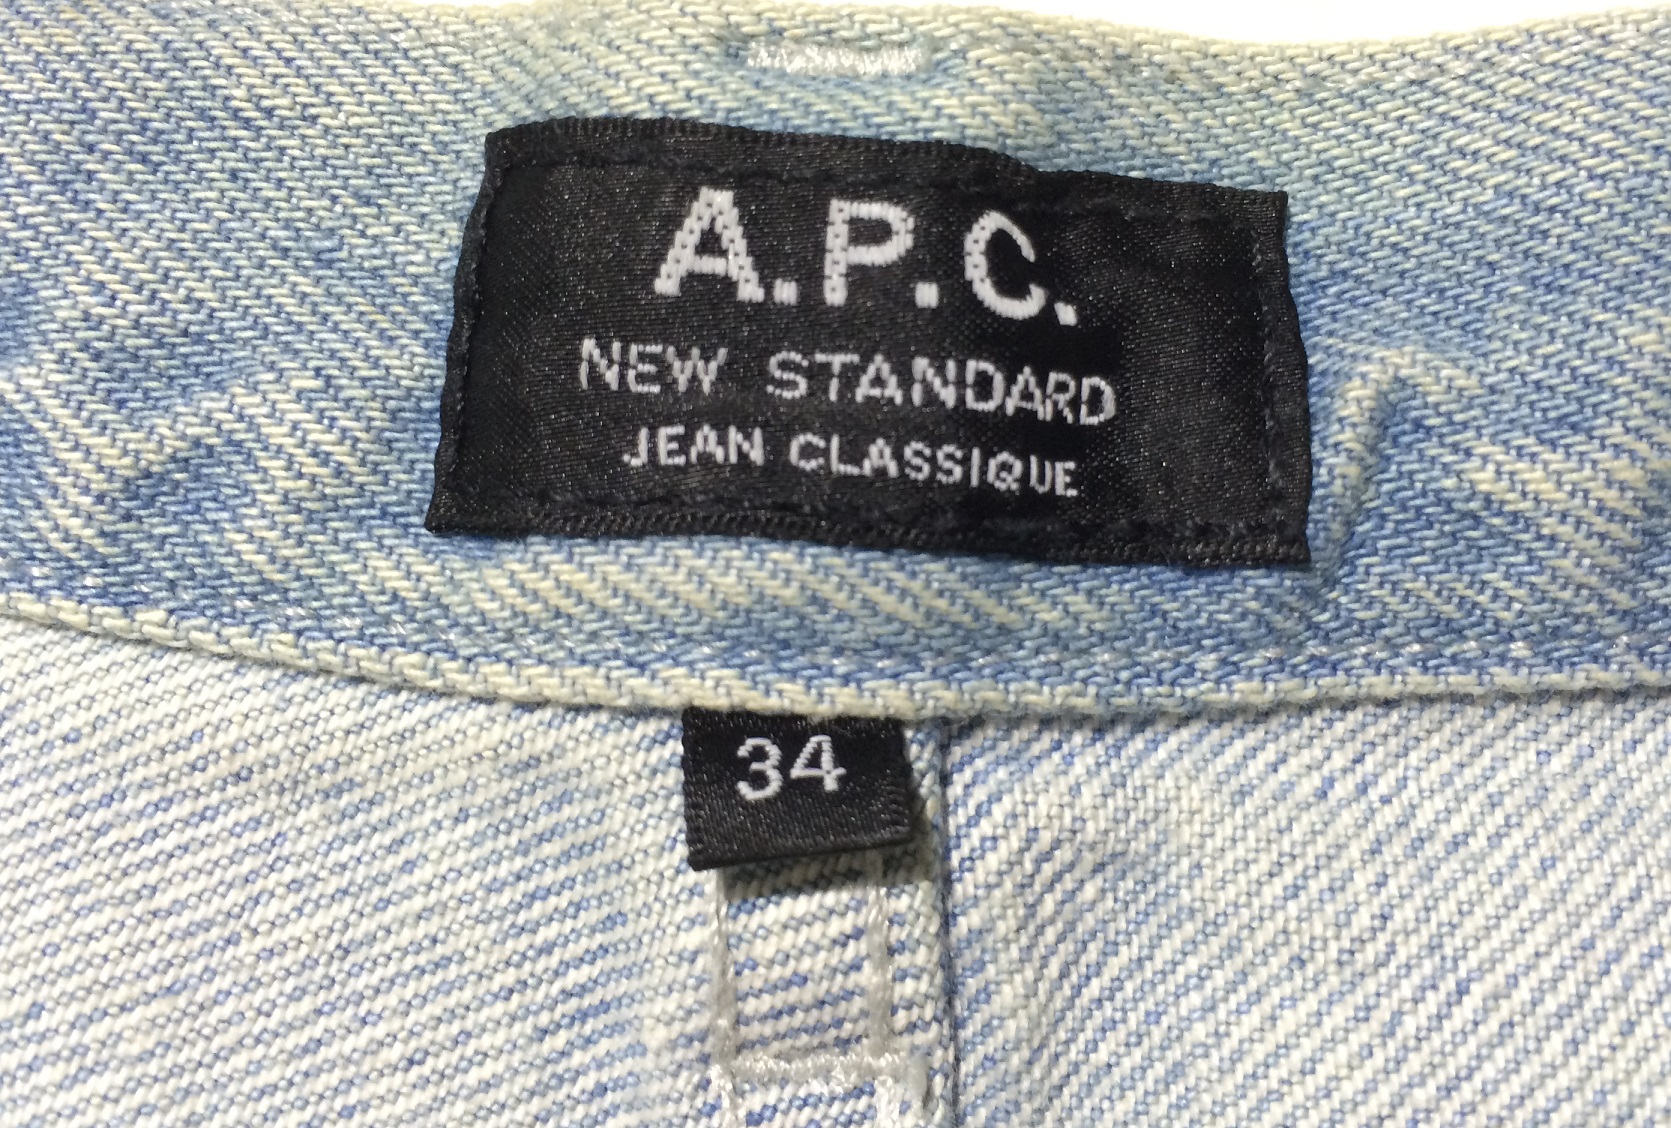 A.P.C.
NEW STANDARD
JEAN CLASSIQUE
34